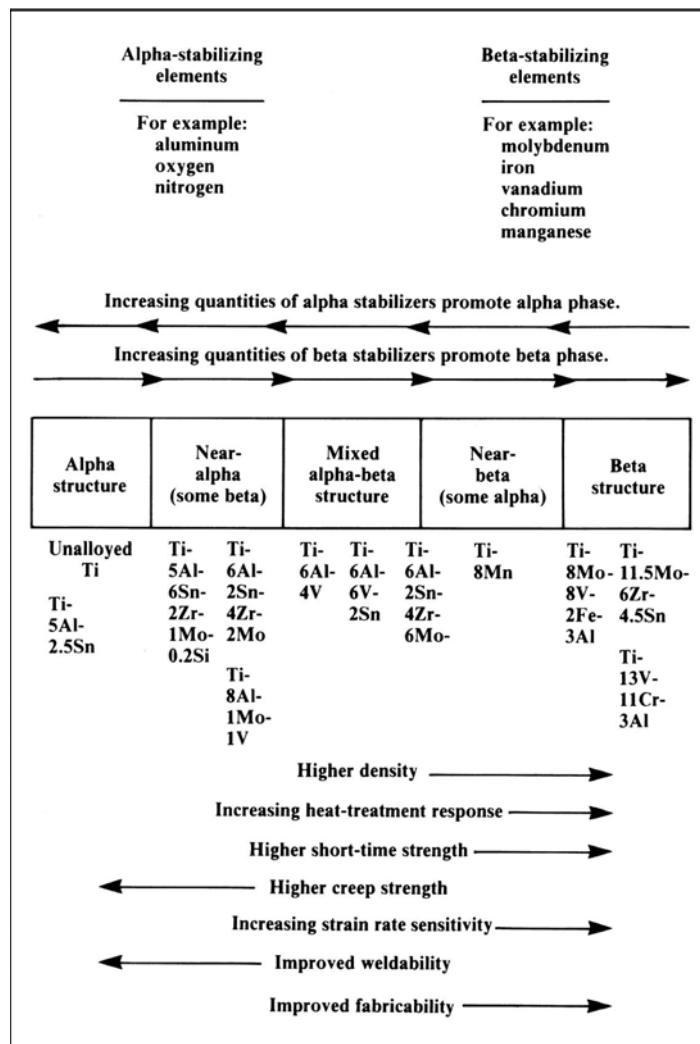 Alpha-stabilizing
elements
For example:
aluminum
oxygen
nitrogen
Beta-stabilizing
elements
For example:
molybdenum
iron
vanadium
chromium
manganese
Increasing quantities of alpha stabilizers promote alpha phase.
Increasing quantities of beta stabilizers promote beta phase.
Alpha
structure
Near-
alpha
(some beta)
Mixed
alpha-beta
structure
Near-
beta
(some alpha)
Beta
structure
Unalloyed
Ti
Ti-
5Al-
2.5Sn
Ti-
5Al-
6Sn-
2Zr-
1Mo-
0.2Si
Ti-
6Al-
2Sn-
4Zr-
2Mo
Ti-
8Al-
1Mo-
1V
Ti-
6Al-
4V
Ti-
6Al-
6V-
2Sn
Ti-
6Al-
2Sn-
4Zr-
6Mo-
Ti-
8Mn
Ti-
8Mo-
8V-
2Fe-
3Al
Ti-
11.5Mo-
6Zr-
4.5Sn
Ti-
13V-
11Cr-
3Al
Higher density
Increasing heat-treatment response
Higher short-time strength
Higher creep strength
Increasing strain rate sensitivity
Improved weldability
Improved fabricability